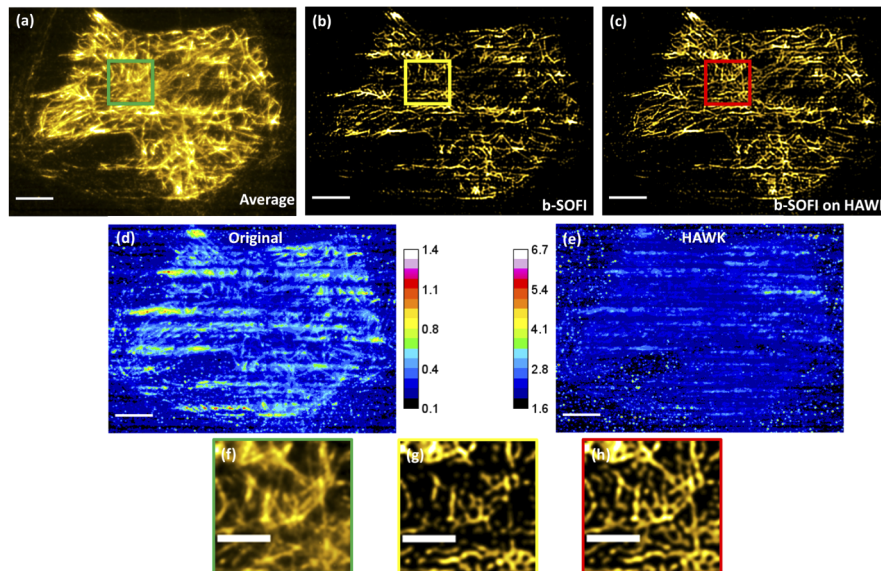 (a)
Average
(b)
b-SOFI
(c)
b-SOFI on HAWK
(d)
Original
1.4
1.1
0.8
0.4
0.1
6.7
5.4
4.1
2.8
1.6
(e)
HAWK
(f)
(g)
(h)